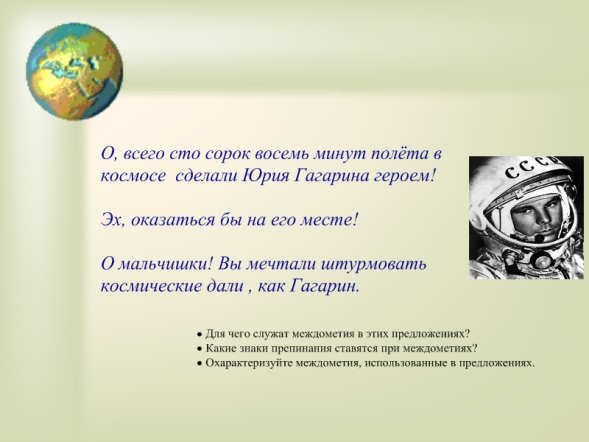 О, всего сто сорок восемь минут полёта в
космосе  сделали Юрия Гагарина героем!
Эх, оказаться бы на его месте!
О мальчишки! Вы мечтали штурмовать
космические дали , как Гагарин.
СССР
• Для чего служат междометия в этих предложениях?
• Какие знаки препинания ставятся при междометиях?
• Охарактеризуйте междометия, использованные в предложениях.